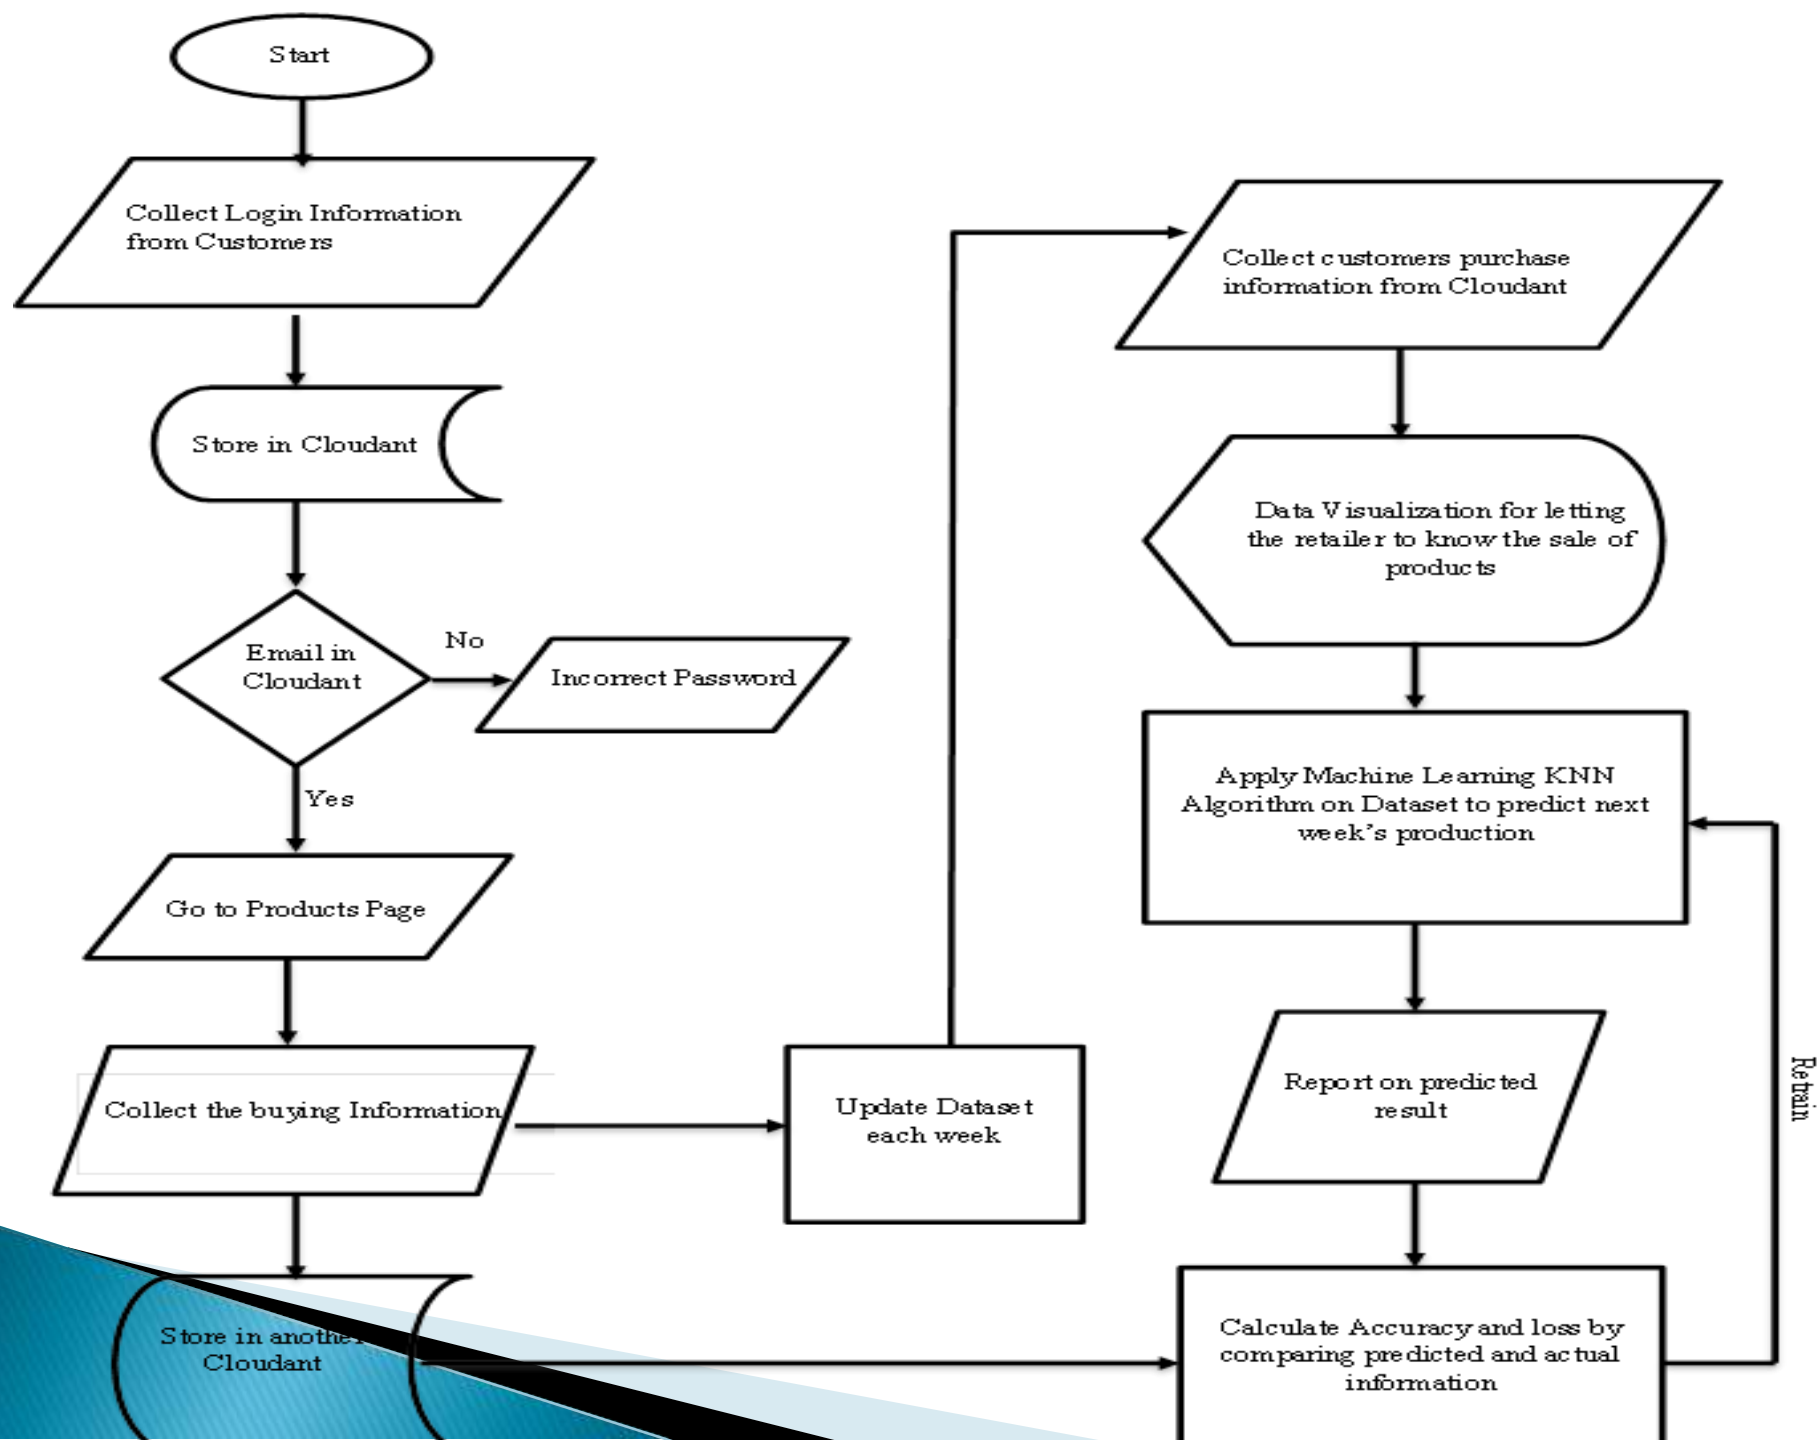 Start
Collect Login Information
from Customers
Store in Cloudant
Email in
Cloudant
No
Incorrect Password
Yes
Go to Products Page
Collect the buying Information
Update Dataset
each week
Store in another
Cloudant
Collect customers purchase
information from Cloudant
Data Visualization for letting
the retailer to know the sale of
products
Apply Machine Learning KNN
Algorithm on Dataset to predict next
week's production
Report on predicted
result
Retrain
Calculate Accuracy and loss by
comparing predicted and actual
information